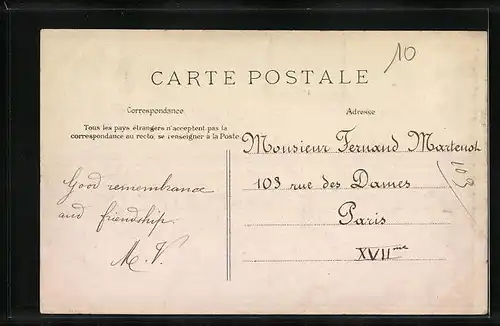 10
CARTE POSTALE
Correspondance
Adresse
Tous les pays étrangers n'acceptent pas la
correspondance au recto, se renseigner à la Poste
Good remembrance
and friendship.
M. V.
Monsieur Fernand Martenot
103 rue des Dames
Paris
XVIIme